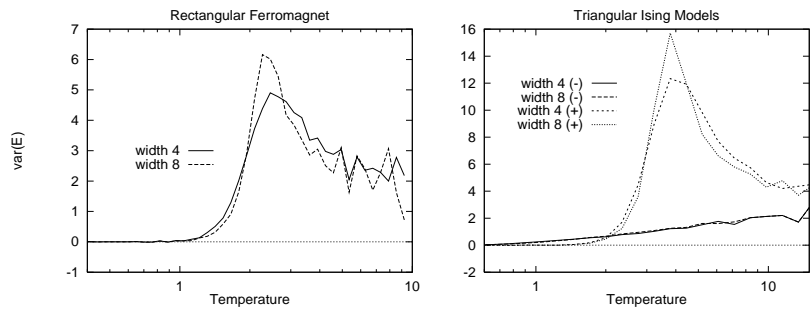 Rectangular Ferromagnet
7
6
5
4
3
2
1
0
-1
var(E)
width 4
width 8
1
10
Temperature
Triangular Ising Models
16
14
12
10
8
6
4
2
0
-2
width 4 (-)
width 8 (-)
width 4 (+)
width 8 (+)
1
10
Temperature